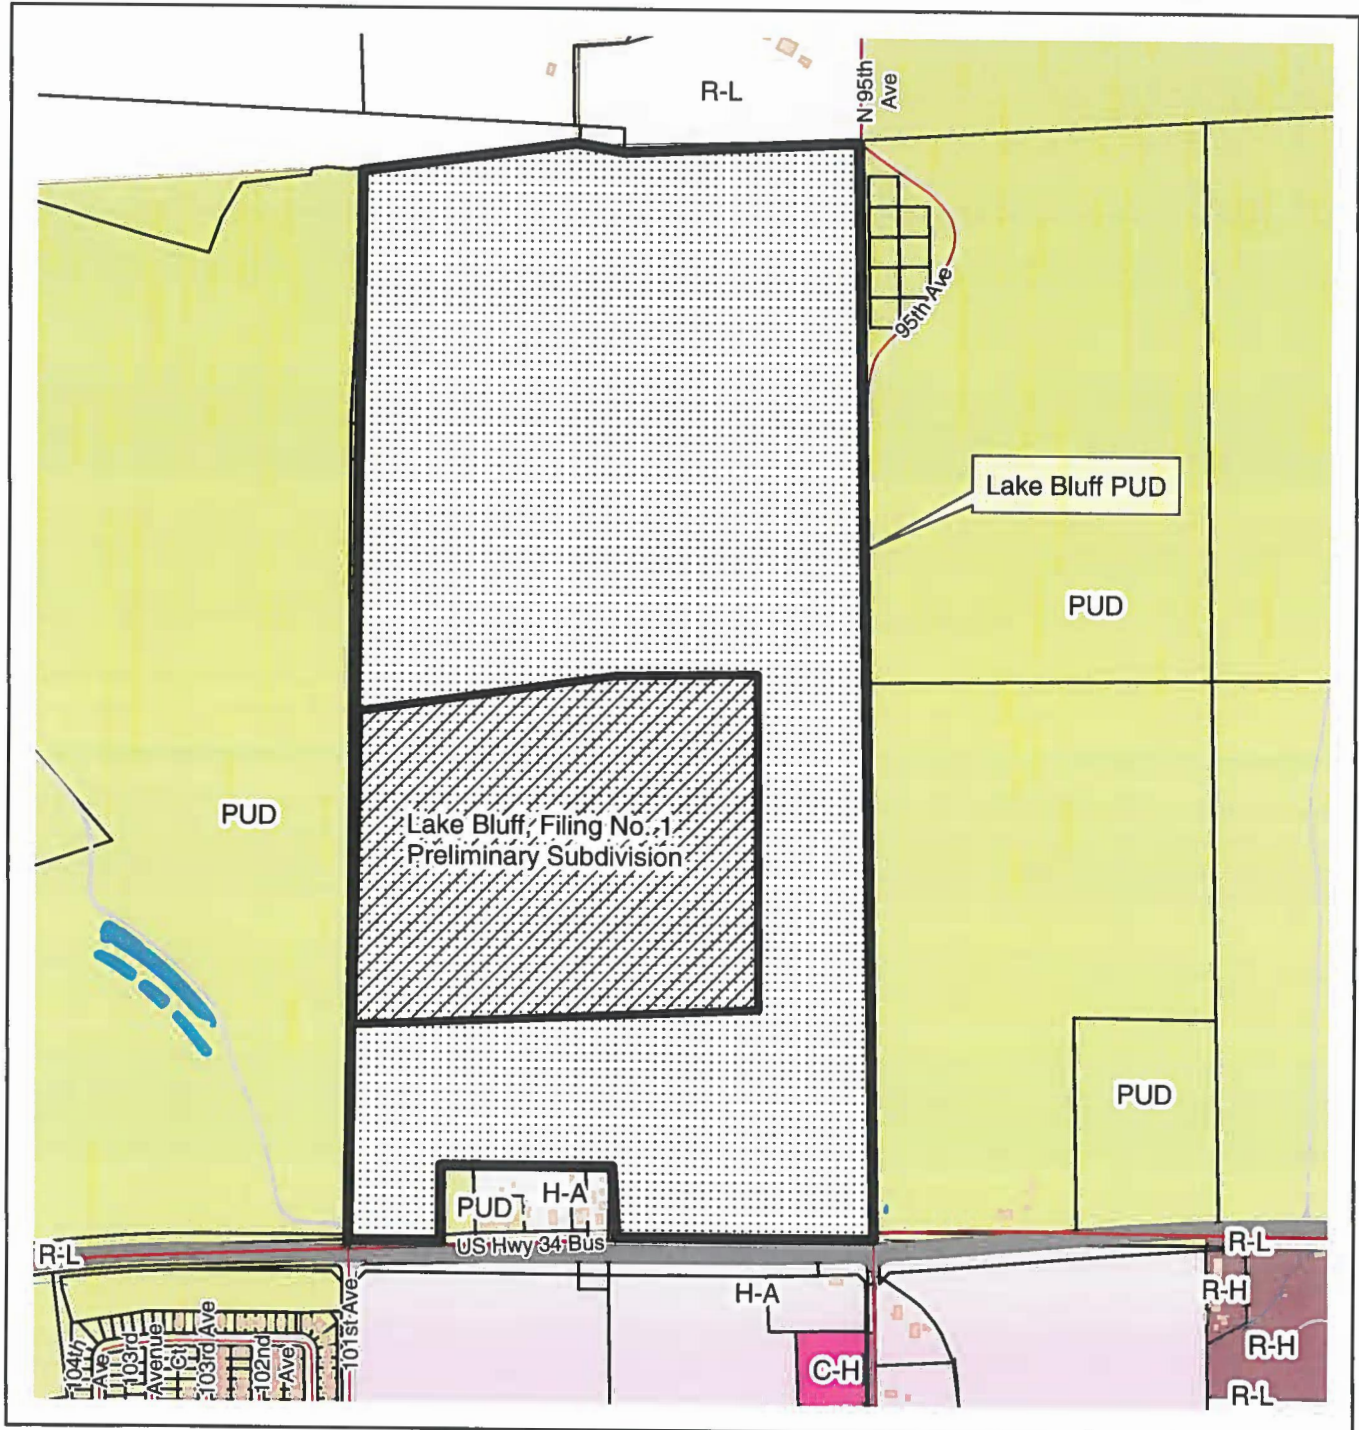 R-L
N 95th
Ave
95th Ave
Lake Bluff PUD
PUD
PUD
Lake Bluff, Filing No. 1
Preliminary Subdivision
PUD
PUD
H-A
US Hwy 34 Bus
R-L
R-L
H-A
R-H
R-H
C-H
R-L
101st Ave
104th
Ave
103rd
Avenue
Ct
103rd Ave
102nd
Ave